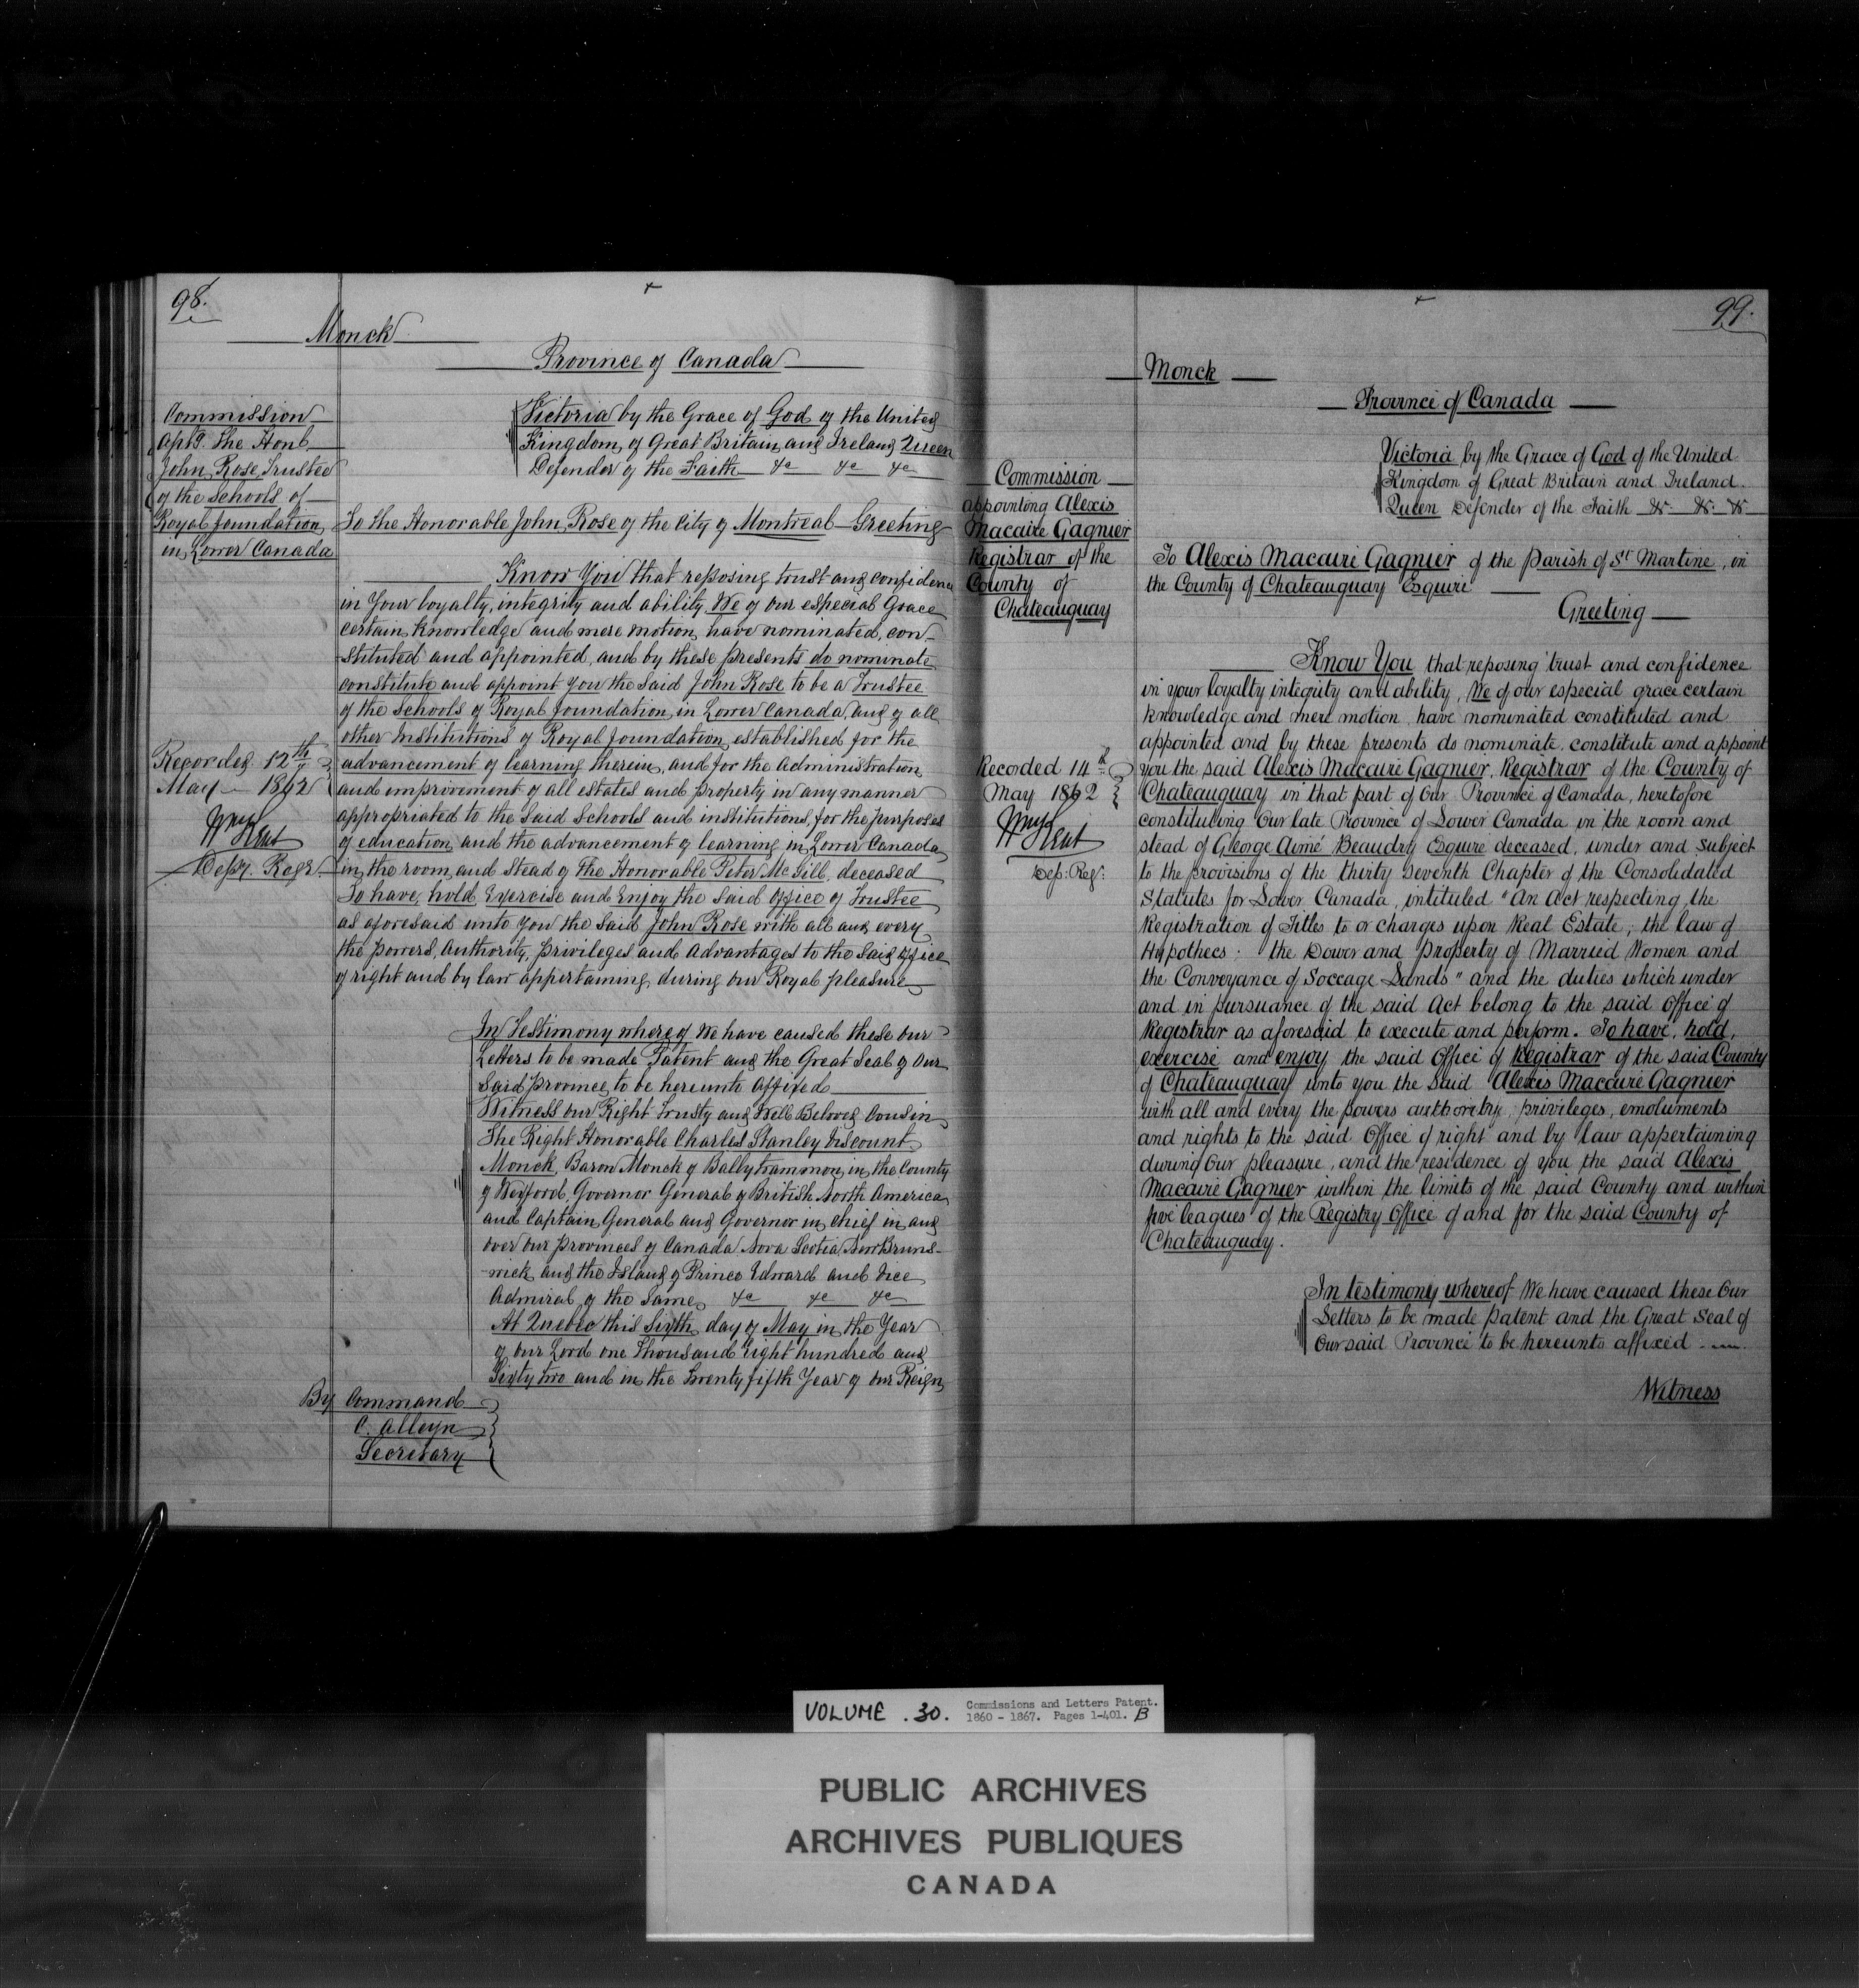 98.
Monck
Province of Canada
Commission
apt'g. the Honl.
John Rose Trustee
of the Schools of
Royal foundation
in Lower Canada
Victoria by the Grace of God of the United
Kingdom of Great Britain and Ireland Queen
Defender of the Faith &c &c &c
To the Honorable John Rose of the City of Montreal Greeting
Know You that reposing trust and confidence
in Your loyalty, integrity and ability, We of our especial Grace
certain Knowledge and mere motion have nominated, con-
stituted and appointed, and by these presents do nominate
constitute and appoint You the said John Rose to be a Trustee
of the Schools of Royal foundation in Lower Canada, and of all
other Institutions of Royal foundation established for the
advancement of learning therein, and for the Administration
and improvement of all estates and property in any manner
appropriated to the said Schools and institutions, for the purposes
of education and the advancement of learning in Lower Canada
in the room and Stead of The Honorable Peter McGill, deceased
To have, hold Exercise and Enjoy the said Office of Trustee
as aforesaid unto You the said John Rose with all and every
the powers, Authority, privileges, and Advantages to the said Office
of right and by law appertaining, during our Royal pleasure
Recorded 12th
May 1862
Wm Kent
Depy. Regr.
In Testimony whereof We have caused these our
Letters to be made Patent and the Great Seal of Our
said province to be hereunto affixed
Witness our Right Trusty and Well Beloved Cousin
The Right Honorable Charles Stanley Viscount
Monck, Baron Monck of Ballytrammon, in the County
of Wexford, Governor General of British North America
and Captain General and Governor in Chief in and
over our provinces of Canada Nova Scotia New Bruns-
-wick and the Island of Prince Edward and Vice
Admiral of the Same &c &c &c
At Quebec this Sixth day of May in the Year
of our Lord one Thousand Eight hundred and
Sixty two and in the Twenty fifth Year of our Reign
By Command
C. Alleyn
Secretary
99.
Monck
Province of Canada
Commission
appointing Alexis
Macaire Gagnier
Registrar of the
County of
Chateauguay
Victoria by the Grace of God of the United
Kingdom of Great Britain and Ireland
Queen Defender of the Faith &c &c &c
To Alexis Macaire Gagnier of the Parish of St Martine, in
the County of Chateauguay Esquire
Greeting
Know You that reposing trust and confidence
in your loyalty integrity and ability, We of our especial grace certain
knowledge and mere motion have nominated constituted and
appointed and by these presents do nominate, constitute and appoint
you the said Alexis Macaire Gagnier, Registrar of the County of
Chateauguay in that part of Our Province of Canada, heretofore
constituting Our late Province of Lower Canada in the room and
stead of George Aimé Beaudry Esquire deceased, under and subject
to the provisions of the thirty seventh Chapter of the Consolidated
Statutes for Lower Canada, intituled "An Act respecting the
Registration of Titles to or charges upon Real Estate; the law of
Hypothecs: the Dower and Property of Married Women and
the Conveyance of Soccage Lands" and the duties which under
and in pursuance of the said Act belong to the said Office of
Registrar as aforesaid to execute and perform. To have, hold,
exercise and enjoy the said Office of Registrar of the said County
of Chateauguay unto you the said Alexis Macaire Gagnier
with all and every the powers authority, privileges, emoluments
and rights to the said Office of right and by law appertaining
during Our pleasure, and the residence of you the said Alexis
Macaire Gagnier within the limits of the said County and within
five leagues of the Registry Office of and for the said County of
Chateauguay.
Recorded 14th
May 1862
Wm Kent
Dep: Reg:
In testimony whereof We have caused these Our
Letters to be made Patent and the Great Seal of
Our said Province to be hereunto affixed
Witness
VOLUME .30. Commissions and Letters Patent.
1860 - 1867. Pages 1-401. B
PUBLIC ARCHIVES
ARCHIVES PUBLIQUES
CANADA